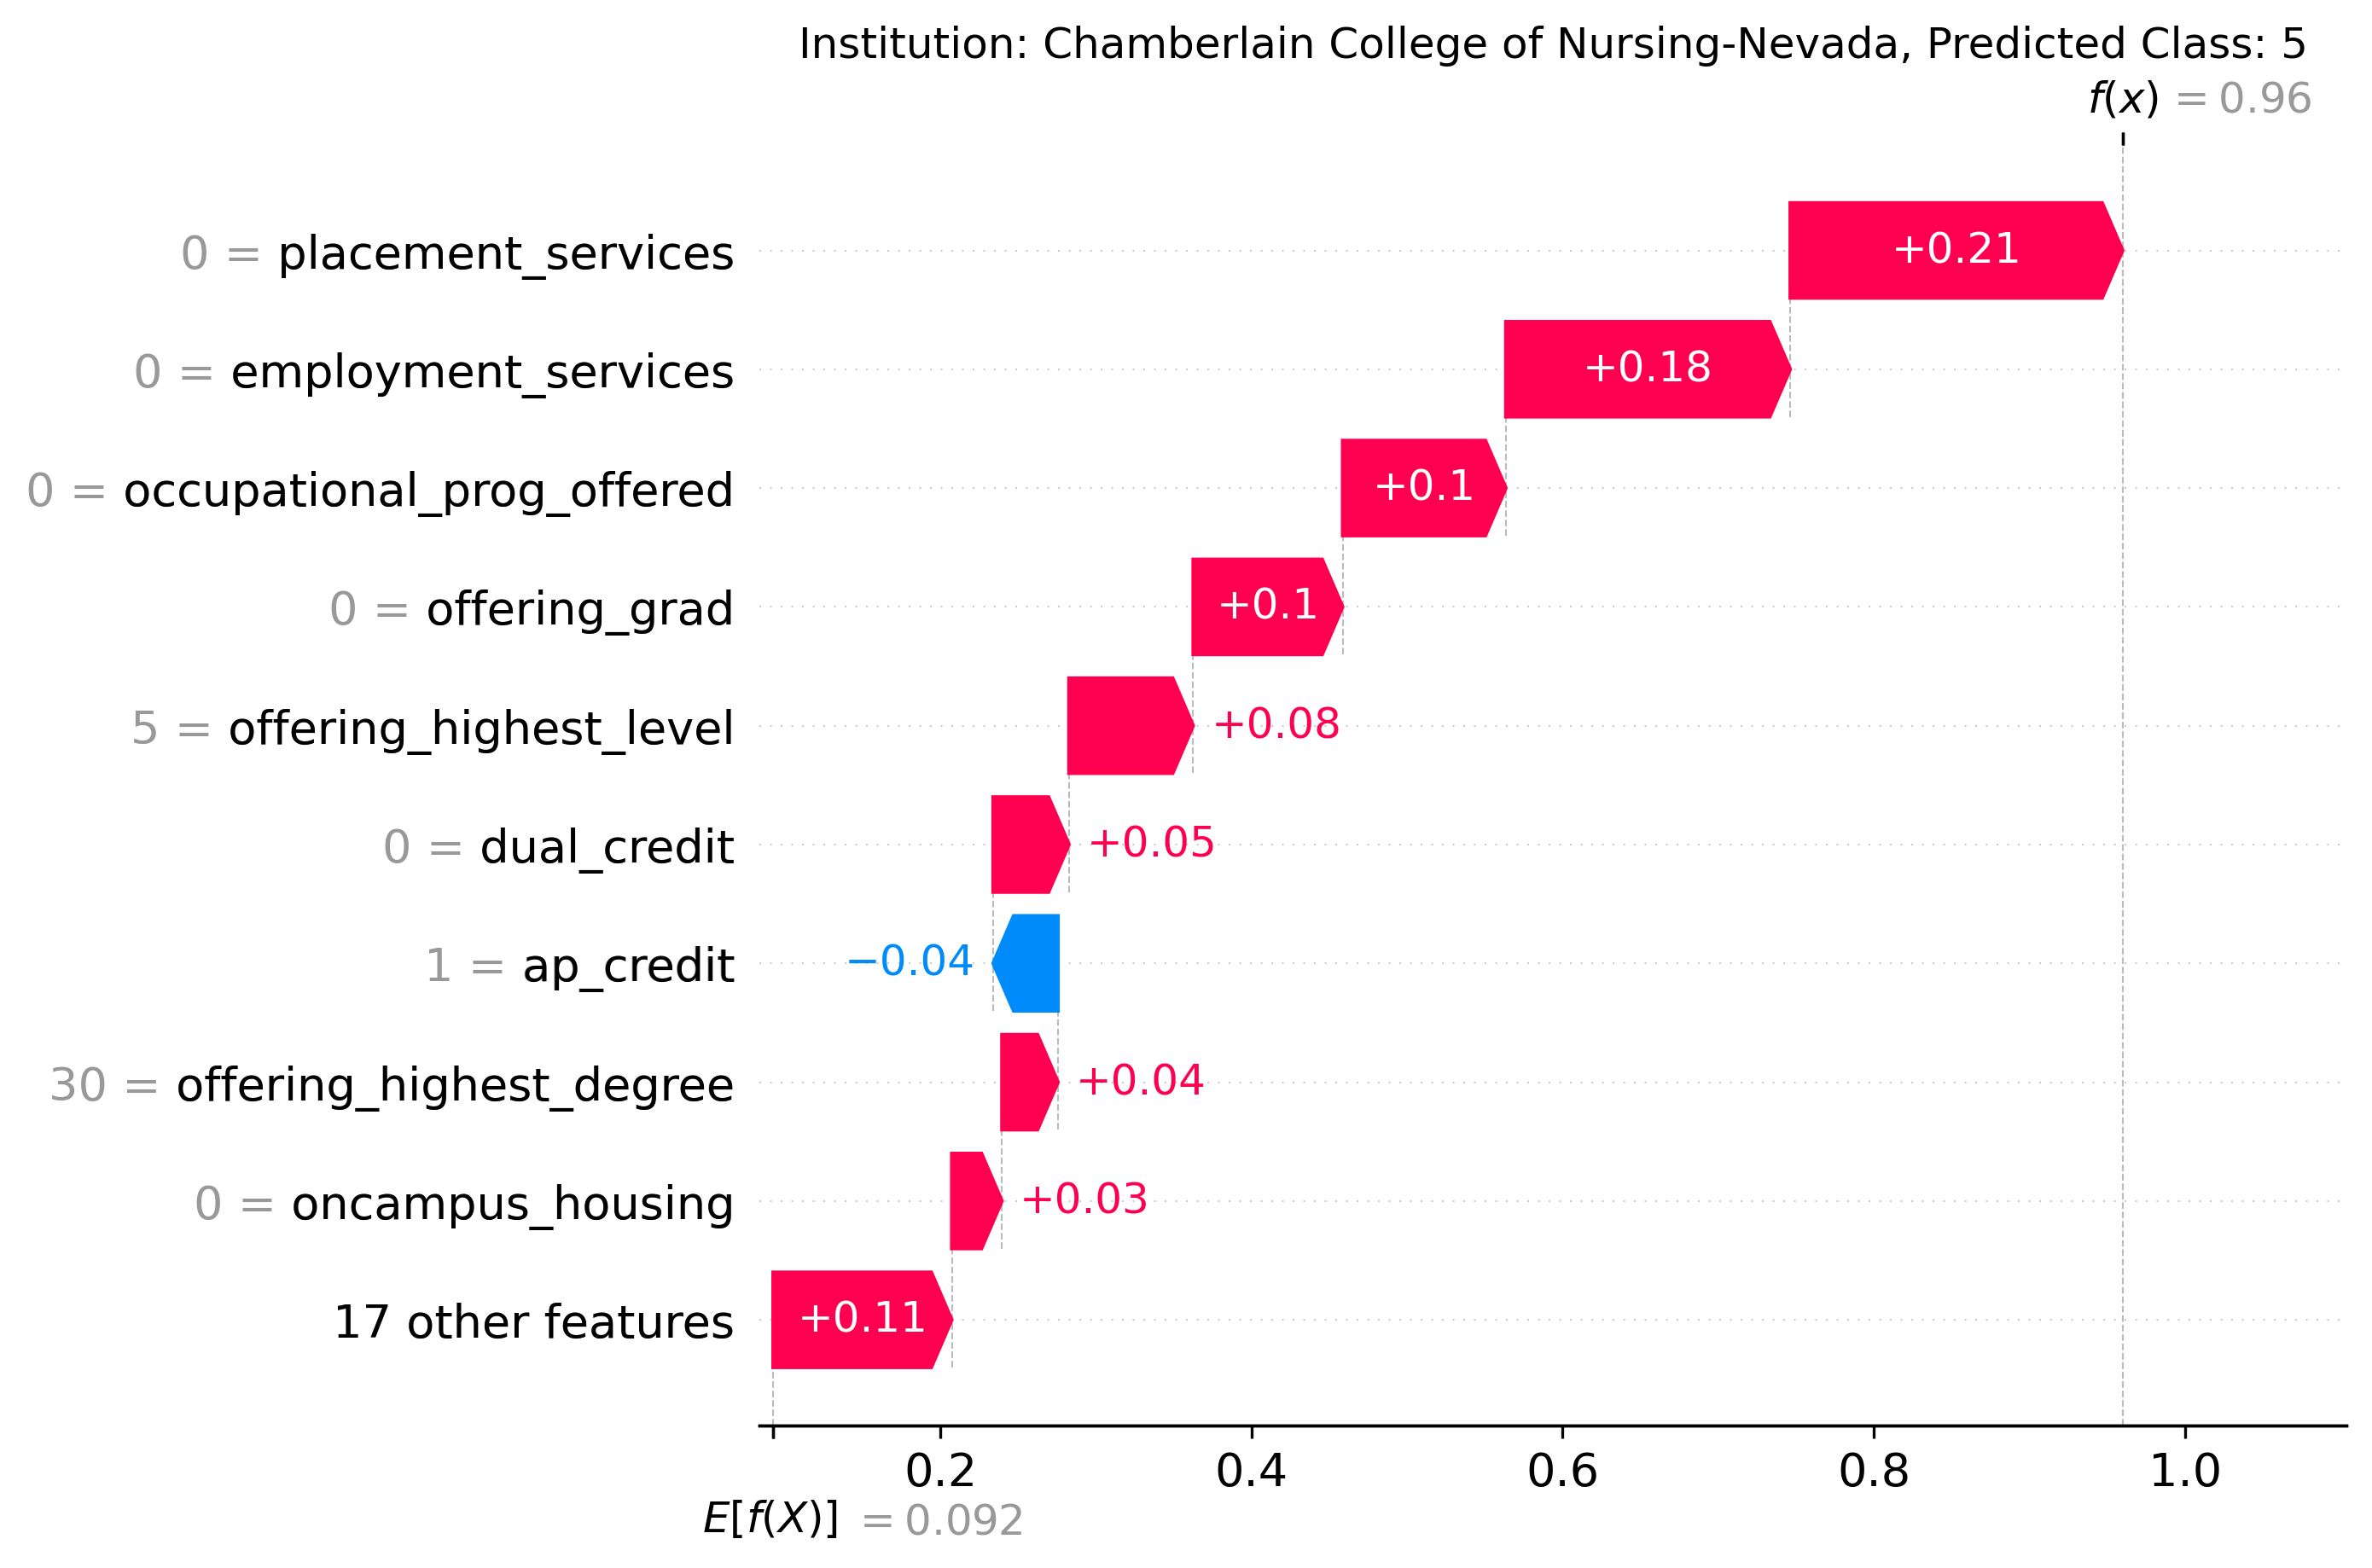 Institution: Chamberlain College of Nursing-Nevada, Predicted Class: 5
f(x) = 0.96
0 = placement_services +0.21
0 = employment_services +0.18
0 = occupational_prog_offered +0.1
0 = offering_grad +0.1
5 = offering_highest_level +0.08
0 = dual_credit +0.05
1 = ap_credit −0.04
30 = offering_highest_degree +0.04
0 = oncampus_housing +0.03
17 other features +0.11
0.2 0.4 0.6 0.8 1.0
E[f(X)] = 0.092